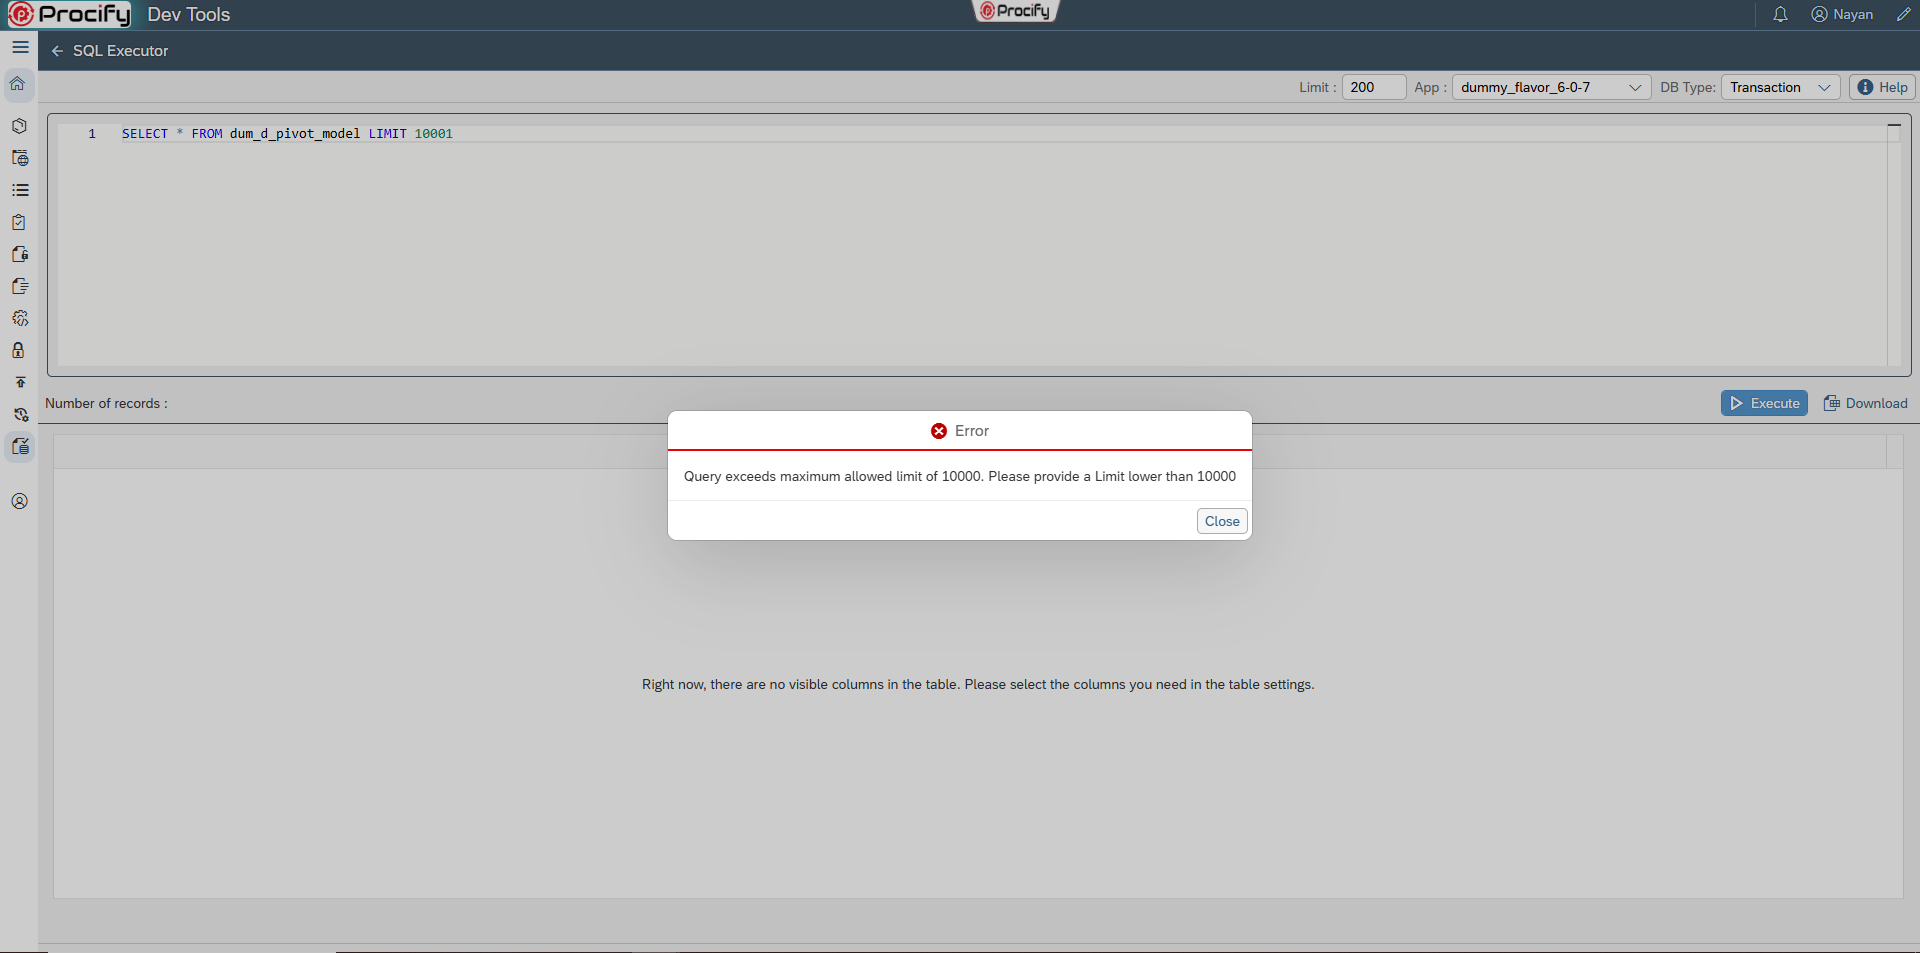 Procify Dev Tools
Procify
Nayan
SQL Executor
Limit : 200 App : dummy_flavor_6-0-7 DB Type: Transaction Help
1 SELECT * FROM dum_d_pivot_model LIMIT 10001
Number of records :
Execute Download
Error
Query exceeds maximum allowed limit of 10000. Please provide a Limit lower than 10000
Close
Right now, there are no visible columns in the table. Please select the columns you need in the table settings.